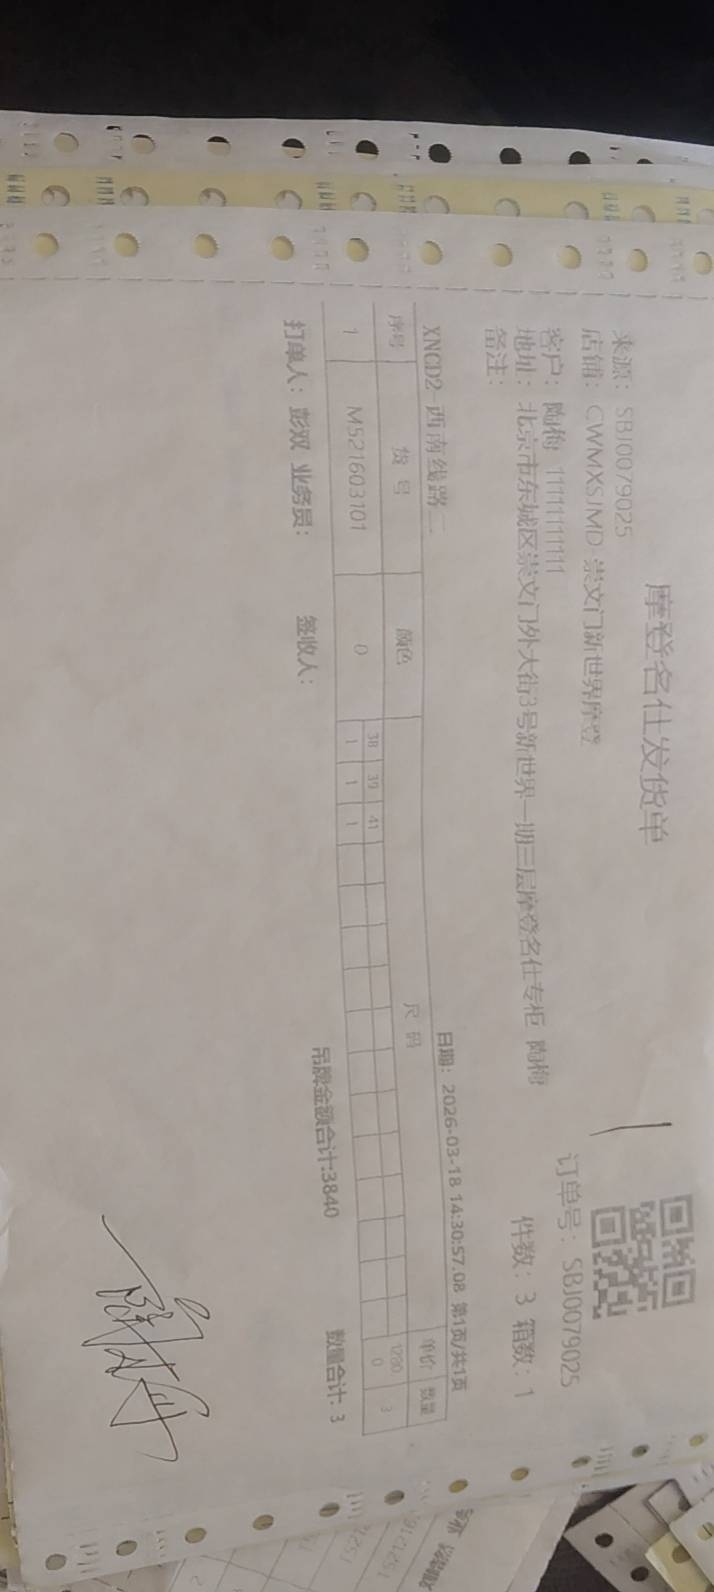 摩登名仕发货单
来源：SBJ0079025
订单号：SBJ0079025
店铺：CWMXSJMD-崇文门新世界摩登
客户：陶梅 11111111111
件数：3 箱数：1
地址：北京市东城区崇文门外大街3号新世界一期三层摩登名仕专柜 陶梅
备注：
XNCD2-西南线路二
日期：2026-03-18 14:30:57.08 第1页/共1页
序号 货号 颜色 尺码 单价 数量
1 M521603101 0 38 39 41 1280 3
1 1 1 0
打单人：彭双 业务员： 签收人： 吊牌金额合计:3840 数量合计: 3